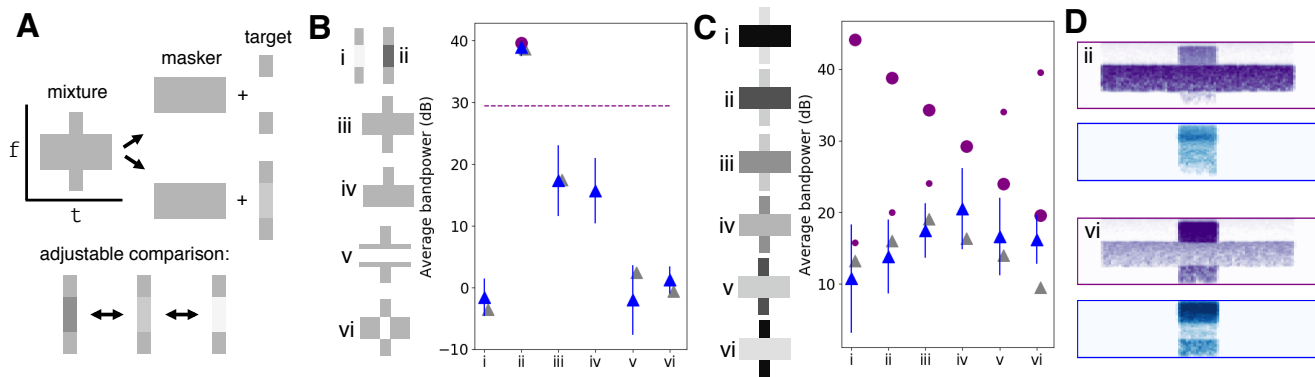 A
mixture
f
t
masker
target
+
+
adjustable comparison:
B
i
ii
iii
iv
v
vi
Average bandpower (dB)
40
30
20
10
0
−10
i ii iii iv v vi
C
i
ii
iii
iv
v
vi
Average bandpower (dB)
40
30
20
10
i ii iii iv v vi
D
ii
vi